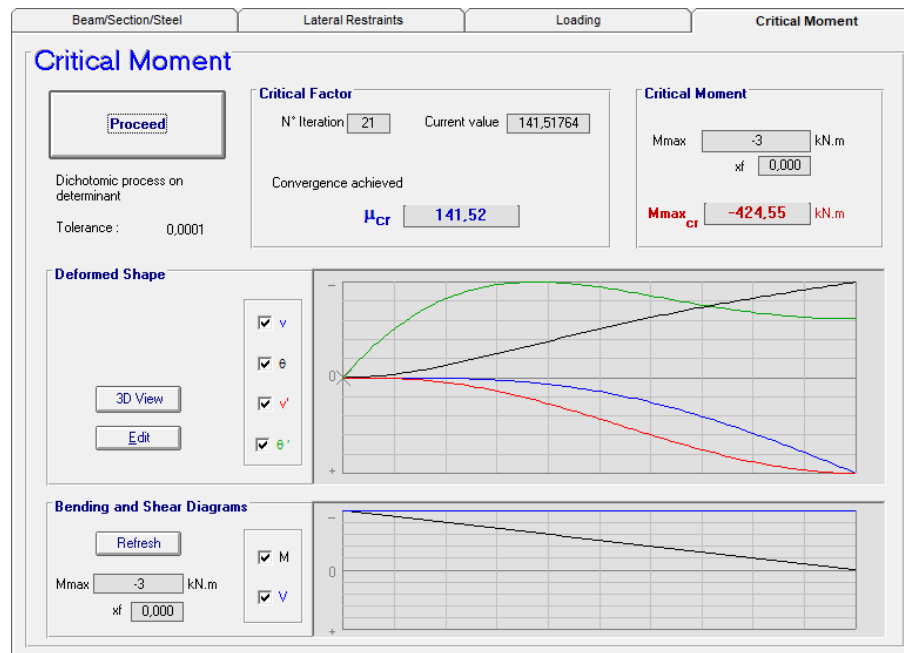 Beam/Section/Steel
Lateral Restraints
Loading
Critical Moment
Critical Moment
Proceed
Dichotomic process on
determinant
Tolerance : 0,0001
Critical Factor
N° Iteration 21 Current value 141,51764
Convergence achieved
μcr 141,52
Critical Moment
Mmax -3 kN.m
xf 0,000
Mmaxcr -424,55 kN.m
Deformed Shape
v
θ
v'
θ'
3D View
Edit
−
0
+
Bending and Shear Diagrams
Refresh
Mmax -3 kN.m
xf 0,000
M
V
−
0
+